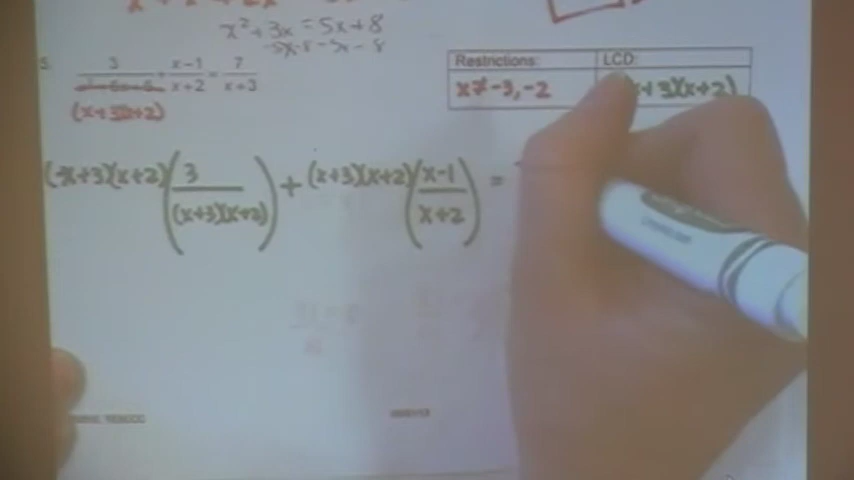 x² + 3x = 5x + 8
-5x - 8 - 5x - 8
5. 3 + x-1 = 7
x+2 x+3
(x+3)(x+2)
Restrictions: LCD:
x ≠ -3, -2 (x+3)(x+2)
(x+3)(x+2)(3 / (x+3)(x+2)) + (x+3)(x+2)(x-1 / x+2) =